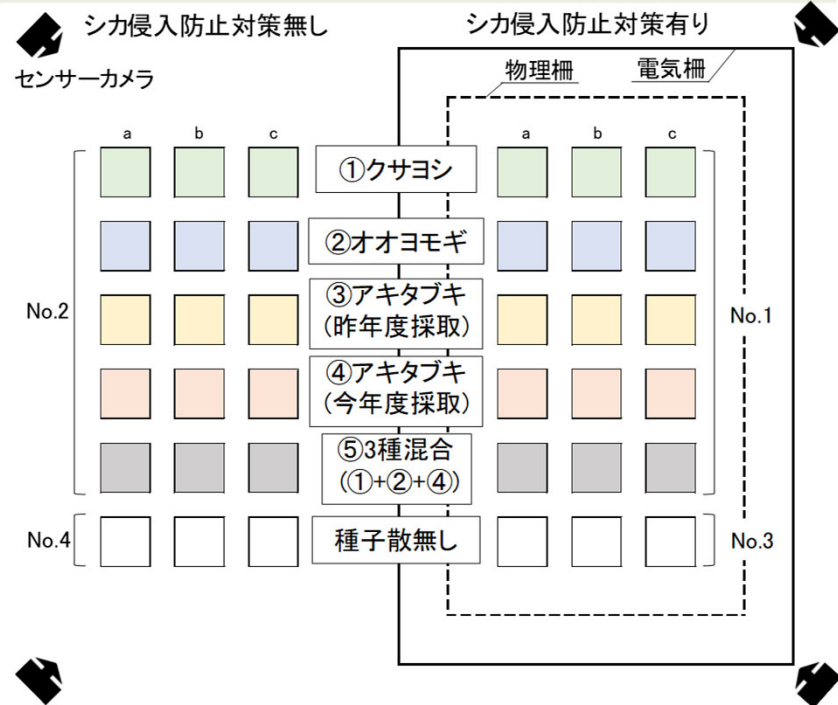 シカ侵入防止対策無し
シカ侵入防止対策有り
センサーカメラ
物理柵
電気柵
a
b
c
a
b
c
①クサヨシ
②オオヨモギ
③アキタブキ
(昨年度採取)
No.2
No.1
④アキタブキ
(今年度採取)
⑤3種混合
(①+②+④)
No.4
種子散無し
No.3